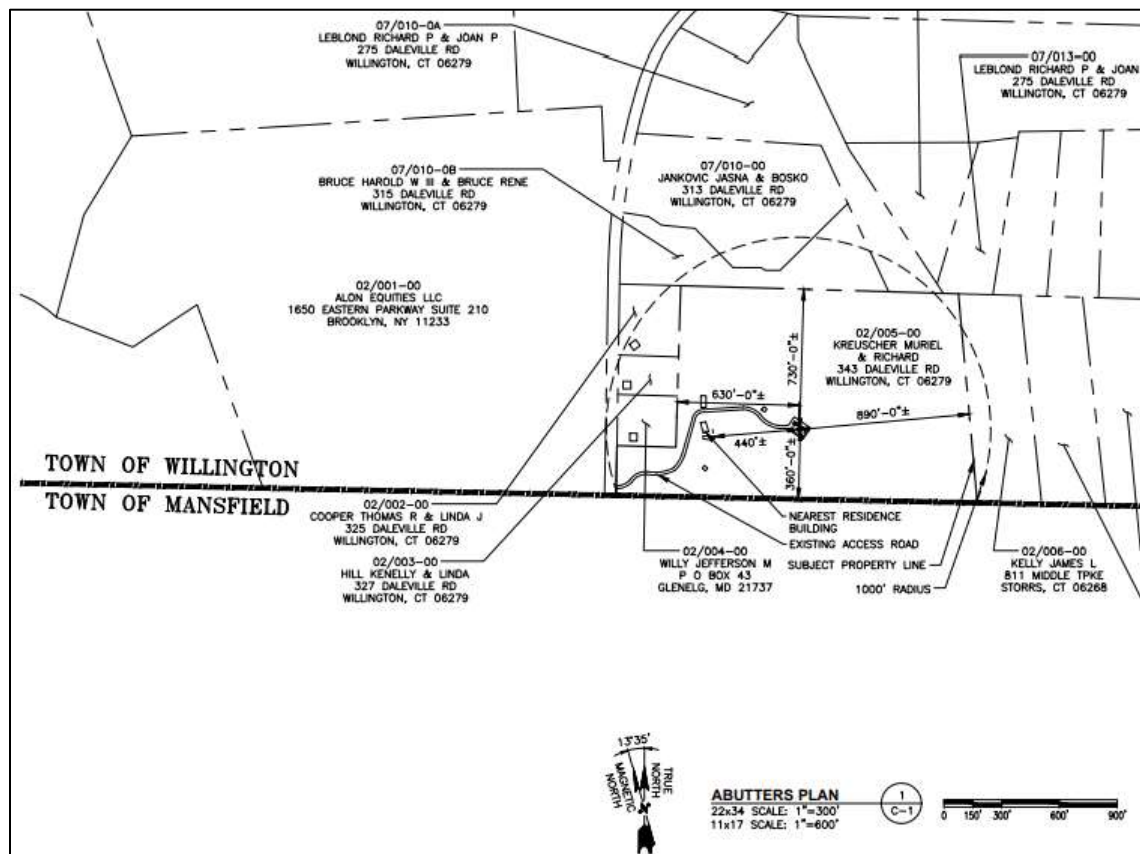 07/010-0A
LEBLOND RICHARD P & JOAN P
275 DALEVILLE RD
WILLINGTON, CT 06279
07/013-00
LEBLOND RICHARD P & JOAN
275 DALEVILLE RD
WILLINGTON, CT 06279
07/010-0B
BRUCE HAROLD W III & BRUCE RENE
315 DALEVILLE RD
WILLINGTON, CT 06279
07/010-00
JANKOVIC JASNA & BOSKO
313 DALEVILLE RD
WILLINGTON, CT 06279
02/001-00
ALON EQUITIES LLC
1650 EASTERN PARKWAY SUITE 210
BROOKLYN, NY 11233
02/005-00
KREUSCHER MURIEL
& RICHARD
343 DALEVILLE RD
WILLINGTON, CT 06279
730'-0"±
630'-0"±
890'-0"±
440'±
360'-0"±
TOWN OF WILLINGTON
TOWN OF MANSFIELD
02/002-00
COOPER THOMAS R & LINDA J
325 DALEVILLE RD
WILLINGTON, CT 06279
02/003-00
HILL KENELLY & LINDA
327 DALEVILLE RD
WILLINGTON, CT 06279
02/004-00
WILLY JEFFERSON M
P O BOX 43
GLENELG, MD 21737
NEAREST RESIDENCE
BUILDING
EXISTING ACCESS ROAD
SUBJECT PROPERTY LINE
1000' RADIUS
02/006-00
KELLY JAMES L
811 MIDDLE TPKE
STORRS, CT 06268
13°35'
MAGNETIC
NORTH
TRUE
NORTH
ABUTTERS PLAN
22x34 SCALE: 1"=300'
11x17 SCALE: 1"=600'
1
C-1
0 150' 300' 600' 900'